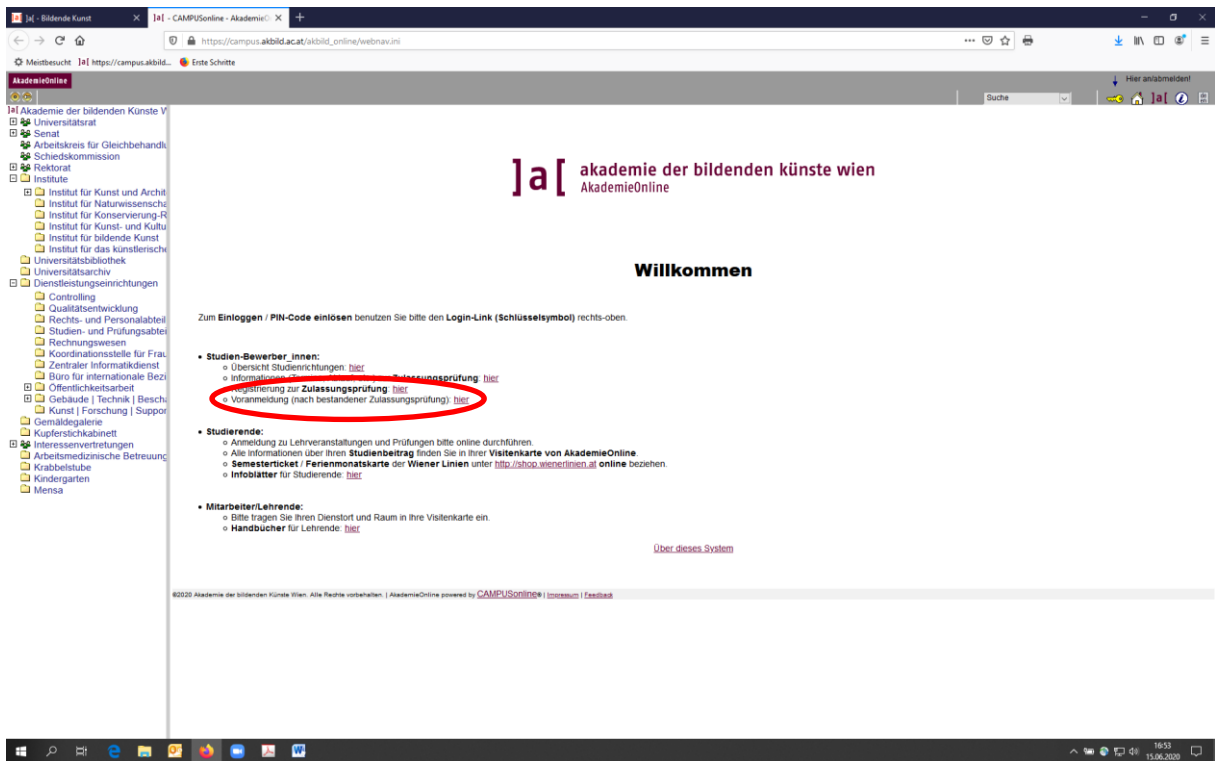 ]a[ - Bildende Kunst
]a[ - CAMPUSonline - Akademie
https://campus.akbild.ac.at/akbild_online/webnav.ini
Meistbesucht ]a[ https://campus.akbild... Erste Schritte
AkademieOnline
Hier an/abmelden!
Suche
]a[
]a[ Akademie der bildenden Künste W
Universitätsrat
Senat
Arbeitskreis für Gleichbehandlu
Schiedskommission
Rektorat
Institute
Institut für Kunst und Archit
Institut für Naturwissenscha
Institut für Konservierung-R
Institut für Kunst- und Kultu
Institut für bildende Kunst
Institut für das künstlerische
Universitätsbibliothek
Universitätsarchiv
Dienstleistungseinrichtungen
Controlling
Qualitätsentwicklung
Rechts- und Personalabteil
Studien- und Prüfungsabtei
Rechnungswesen
Koordinationsstelle für Frau
Zentraler Informatikdienst
Büro für internationale Bezi
Öffentlichkeitsarbeit
Gebäude | Technik | Bescha
Kunst | Forschung | Suppor
Gemäldegalerie
Kupferstichkabinett
Interessenvertretungen
Arbeitsmedizinische Betreuung
Krabbelstube
Kindergarten
Mensa
]a[ akademie der bildenden künste wien
AkademieOnline
Willkommen
Zum Einloggen / PIN-Code einlösen benutzen Sie bitte den Login-Link (Schlüsselsymbol) rechts-oben.
• Studien-Bewerber_innen:
Übersicht Studienrichtungen: hier
Informationen Zulassungsprüfung: hier
Registrierung zur Zulassungsprüfung: hier
Voranmeldung (nach bestandener Zulassungsprüfung): hier
• Studierende:
Anmeldung zu Lehrveranstaltungen und Prüfungen bitte online durchführen.
Alle Informationen über Ihren Studienbeitrag finden Sie in Ihrer Visitenkarte von AkademieOnline.
Semesterticket / Ferienmonatskarte der Wiener Linien unter http://shop.wienerlinien.at online beziehen.
Infoblätter für Studierende: hier
• Mitarbeiter/Lehrende:
Bitte tragen Sie Ihren Dienstort und Raum in Ihre Visitenkarte ein.
Handbücher für Lehrende: hier
Über dieses System
©2020 Akademie der bildenden Künste Wien. Alle Rechte vorbehalten. | AkademieOnline powered by CAMPUSonline® | Impressum | Feedback
16:53
15.06.2020